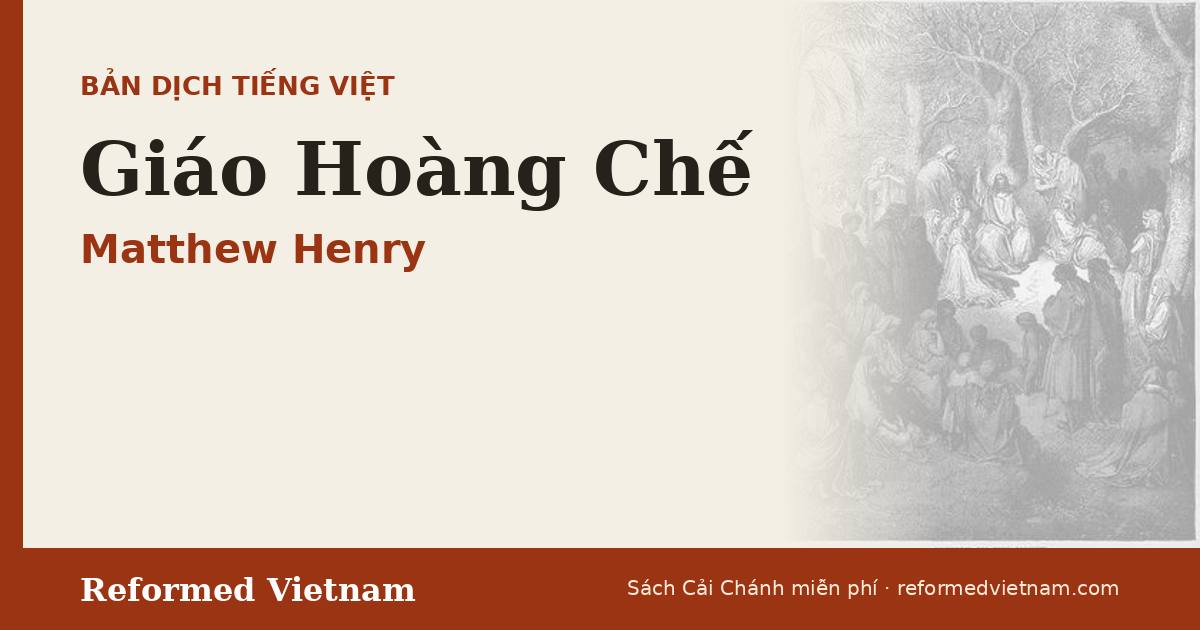 BẢN DỊCH TIẾNG VIỆT
Giáo Hoàng Chế
Matthew Henry
Reformed Vietnam
Sách Cải Chánh miễn phí · reformedvietnam.com